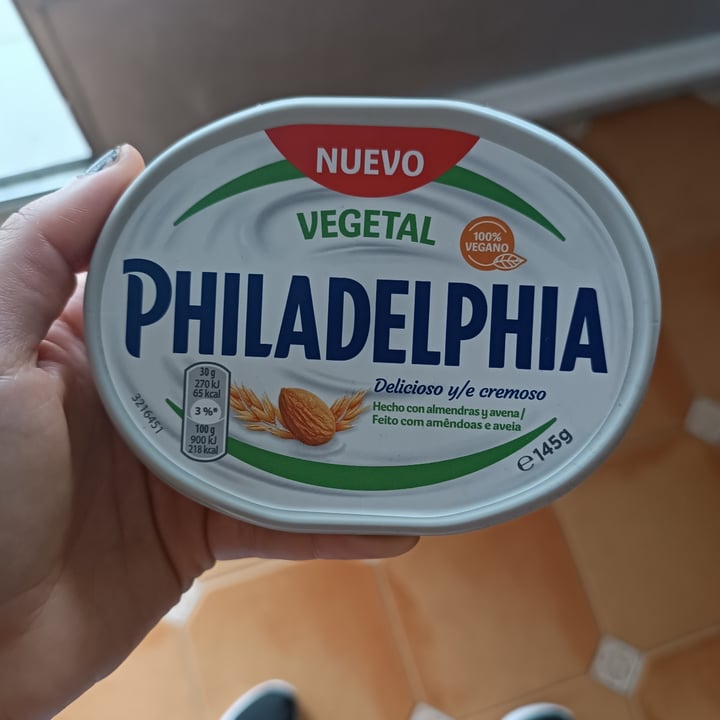 NUEVO
VEGETAL
100%
VEGANO
PHILADELPHIA
Delicioso y/e cremoso
Hecho con almendras y avena /
Feito com amêndoas e aveia
℮ 145g
30 g
270 kJ
65 kcal
3 %*
100 g
900 kJ
218 kcal
3216451